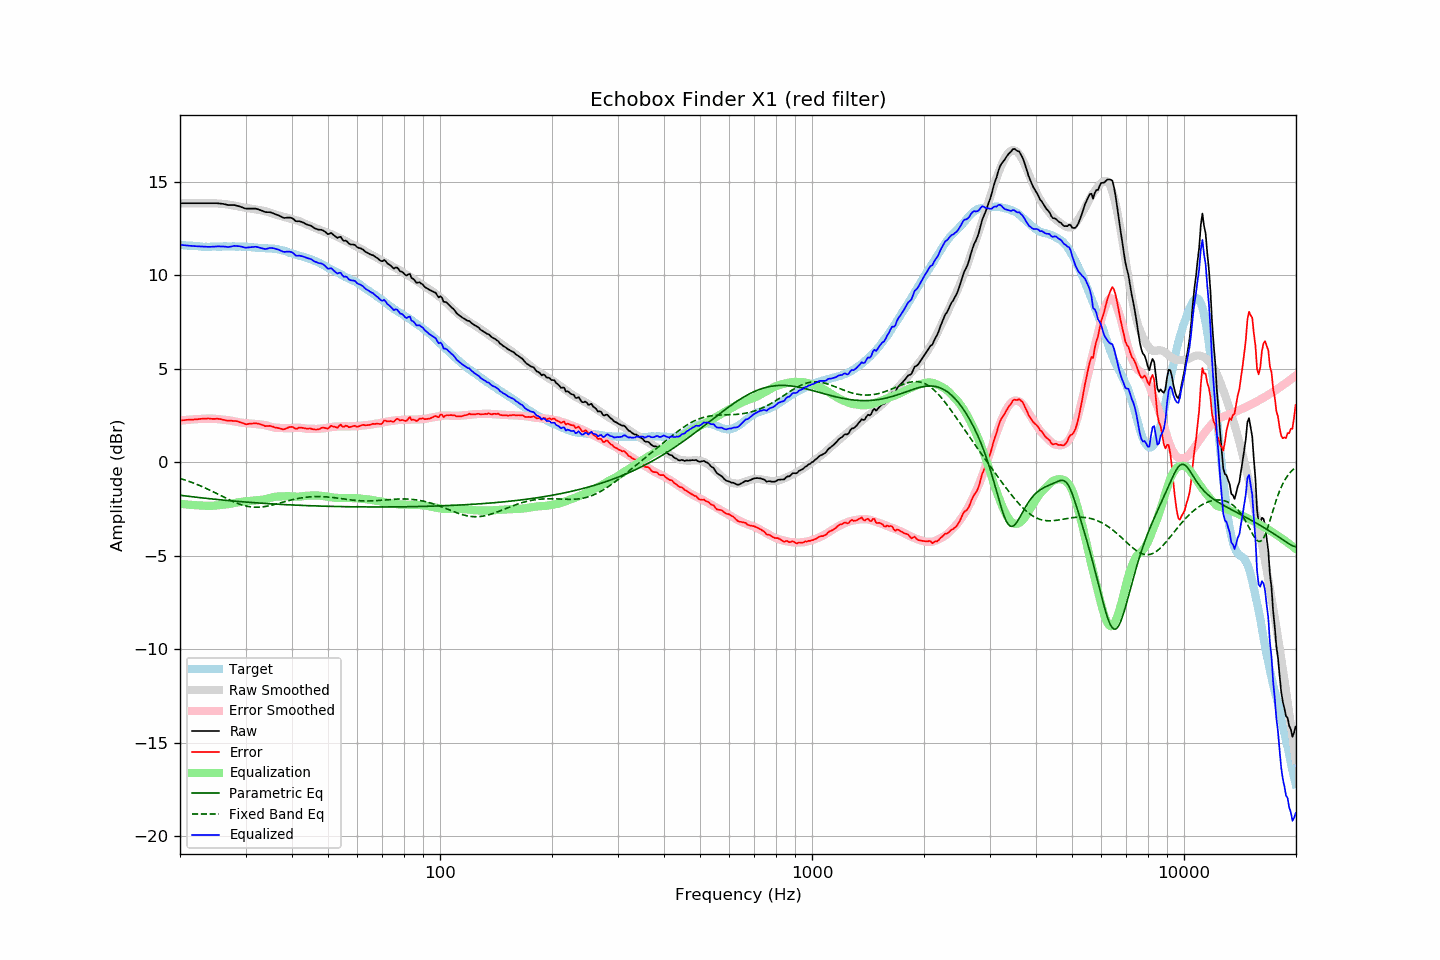 Echobox Finder X1 (red filter)
Amplitude (dBr)
15
10
5
0
−5
−10
−15
−20
Target
Raw Smoothed
Error Smoothed
Raw
Error
Equalization
Parametric Eq
Fixed Band Eq
Equalized
100
1000
10000
Frequency (Hz)